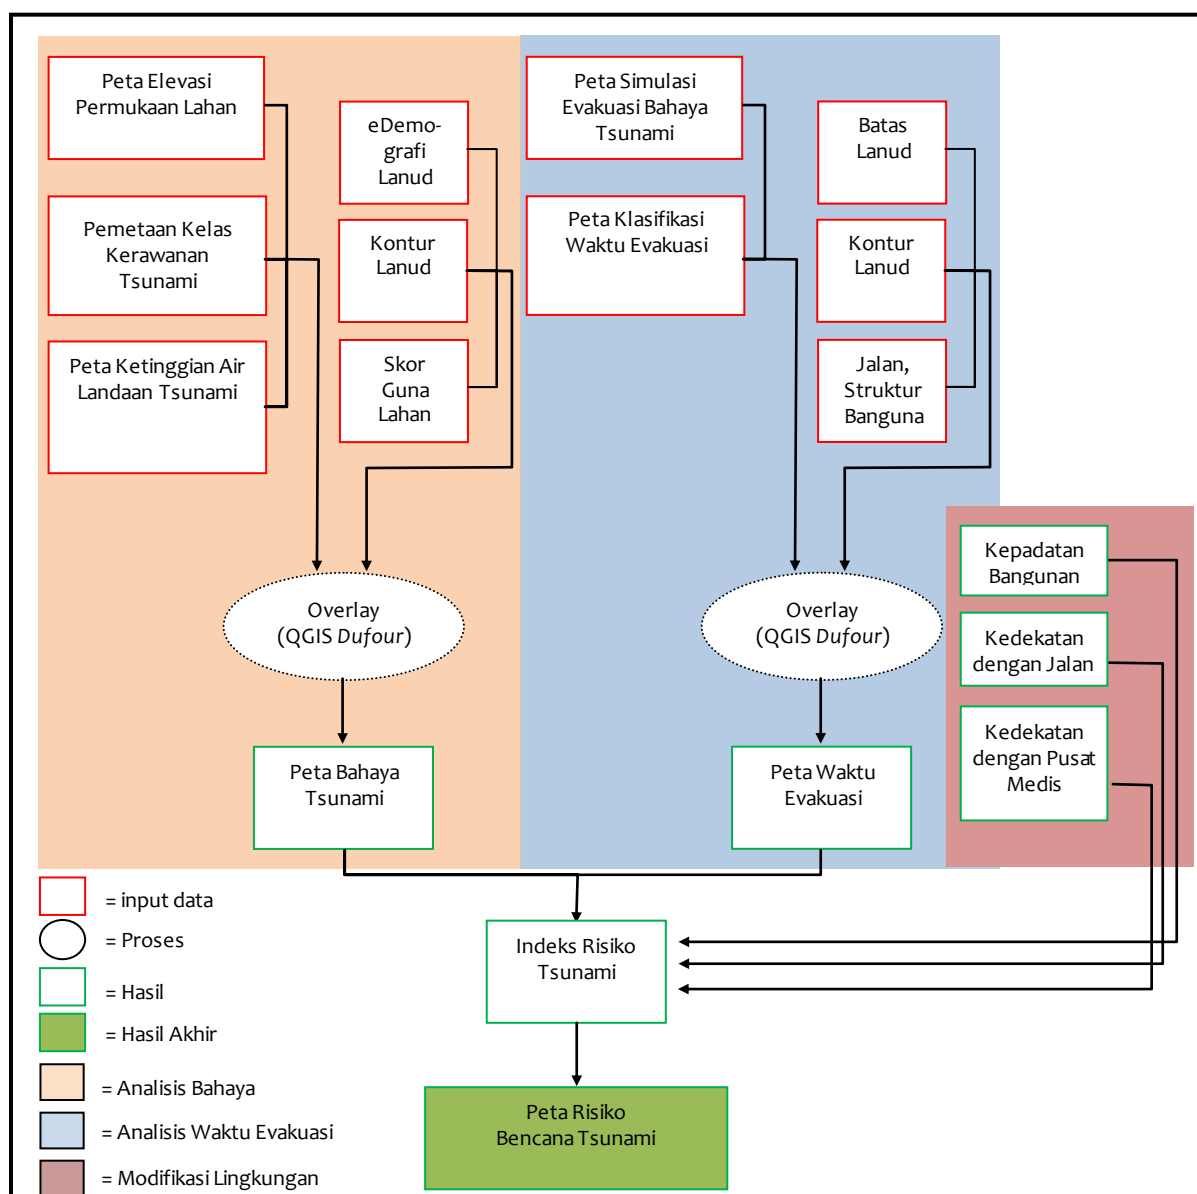 Peta Elevasi
Permukaan Lahan
Pemetaan Kelas
Kerawanan
Tsunami
Peta Ketinggian Air
Landaan Tsunami
eDemo-
grafi
Lanud
Kontur
Lanud
Skor
Guna
Lahan
Overlay
(QGIS Dufour)
Peta Bahaya
Tsunami
Peta Simulasi
Evakuasi Bahaya
Tsunami
Peta Klasifikasi
Waktu Evakuasi
Batas
Lanud
Kontur
Lanud
Jalan,
Struktur
Banguna
Overlay
(QGIS Dufour)
Peta Waktu
Evakuasi
Kepadatan
Bangunan
Kedekatan
dengan Jalan
Kedekatan
dengan Pusat
Medis
Indeks Risiko
Tsunami
Peta Risiko
Bencana Tsunami
= input data
= Proses
= Hasil
= Hasil Akhir
= Analisis Bahaya
= Analisis Waktu Evakuasi
= Modifikasi Lingkungan